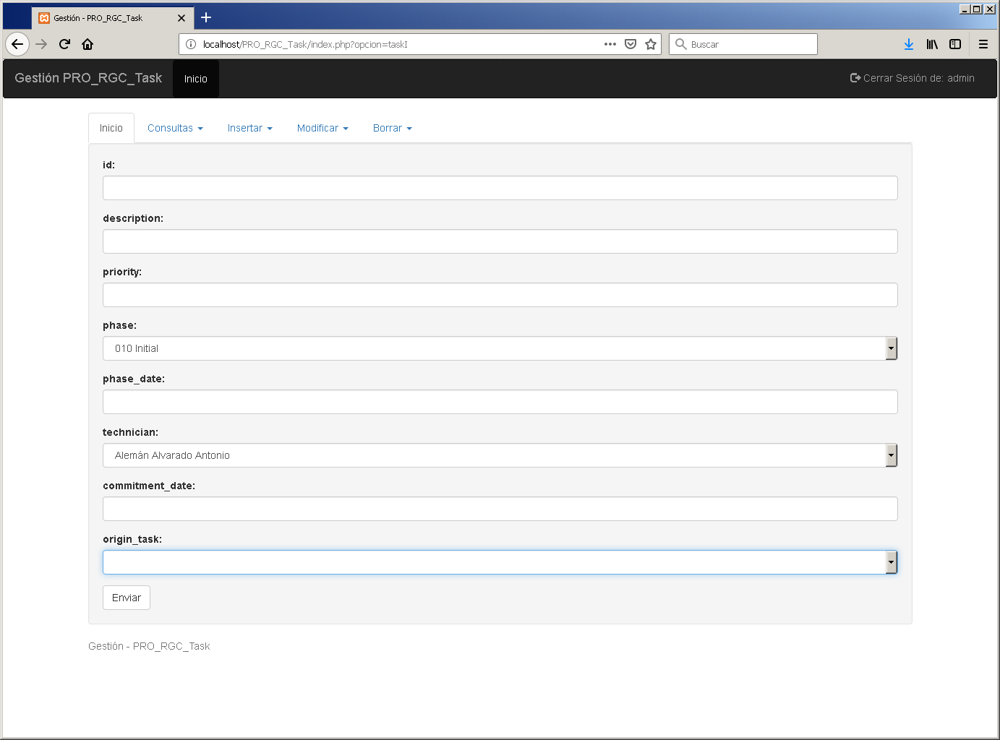 Gestión - PRO_RGC_Task
localhost/PRO_RGC_Task/index.php?opcion=taskI
Buscar
Gestión PRO_RGC_Task Inicio Cerrar Sesión de: admin
Inicio Consultas Insertar Modificar Borrar
id:
description:
priority:
phase:
010 Initial
phase_date:
technician:
Alemán Alvarado Antonio
commitment_date:
origin_task:
Enviar
Gestión - PRO_RGC_Task